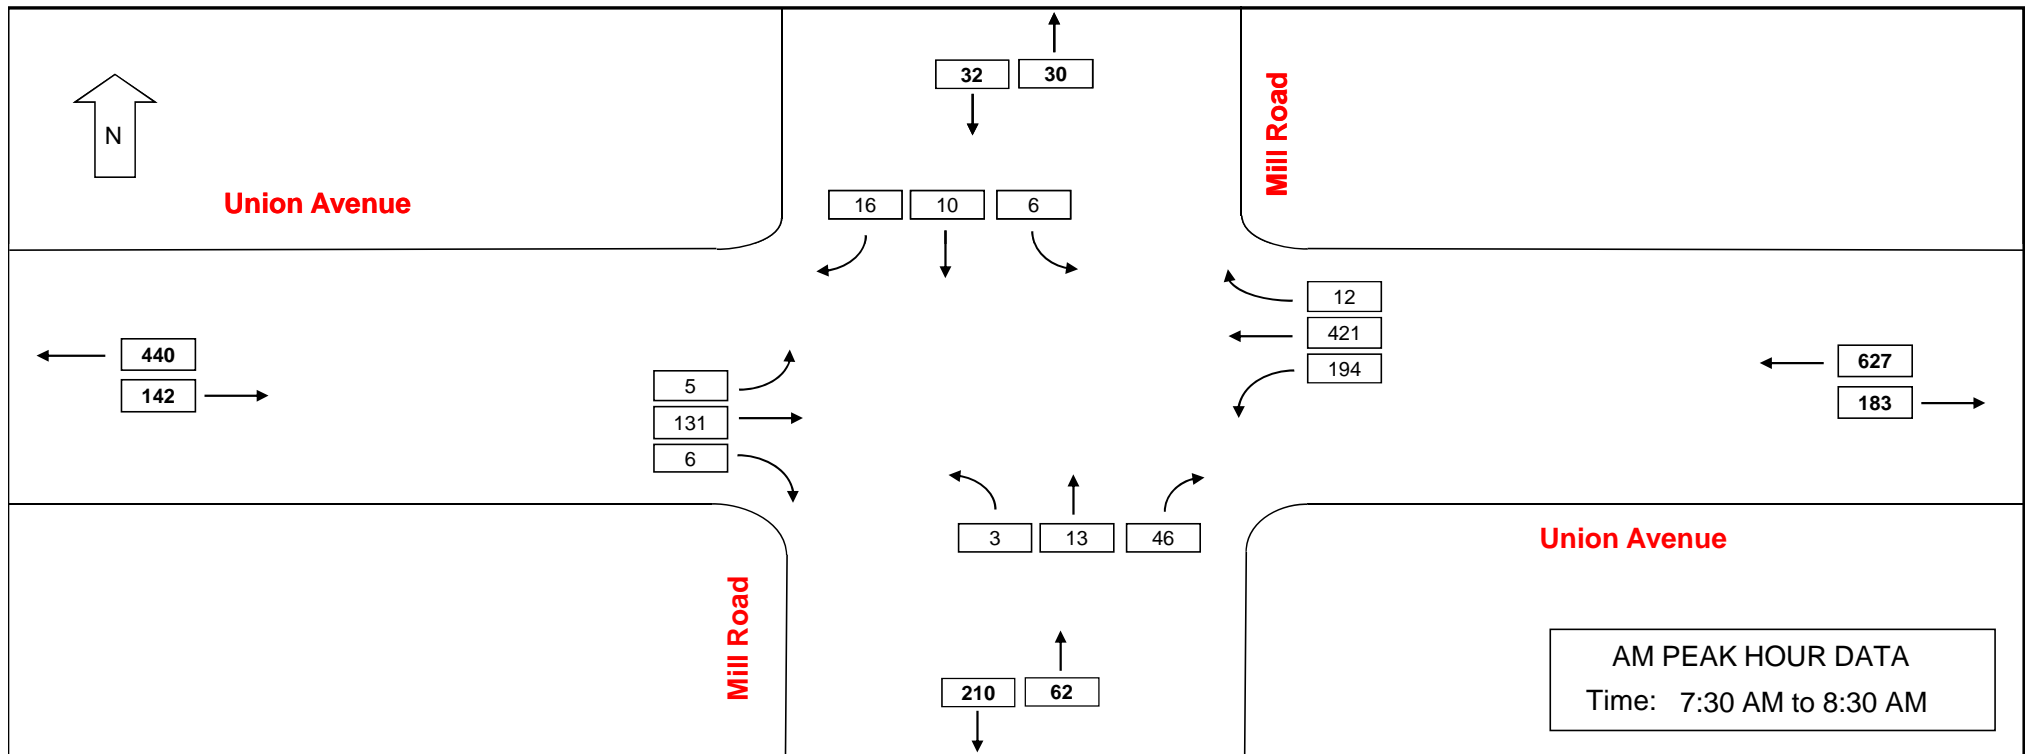 32 30
Mill Road
N
Union Avenue
16 10 6
12
421
194
440
142
627
183
5
131
6
3 13 46
Union Avenue
Mill Road
210 62
AM PEAK HOUR DATA
Time: 7:30 AM to 8:30 AM